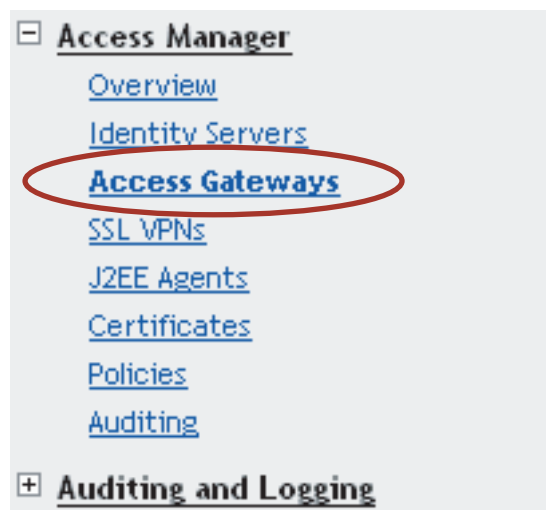 Access Manager
Overview
Identity Servers
Access Gateways
SSL VPNs
J2EE Agents
Certificates
Policies
Auditing
Auditing and Logging